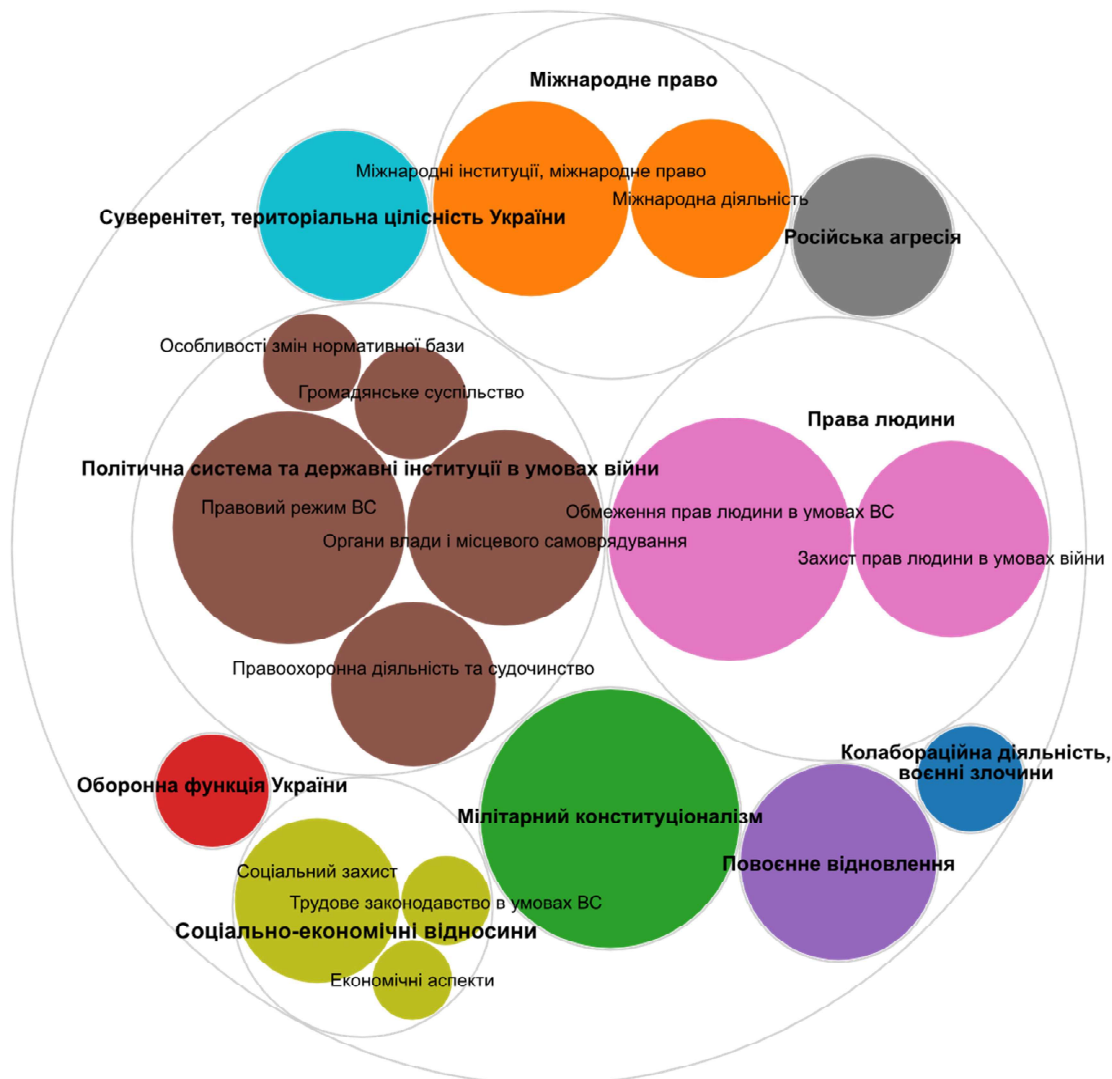 Міжнародне право
Міжнародні інституції, міжнародне право
Міжнародна діяльність
Суверенітет, територіальна цілісність України
Російська агресія
Особливості змін нормативної бази
Громадянське суспільство
Права людини
Політична система та державні інституції в умовах війни
Правовий режим ВС
Обмеження прав людини в умовах ВС
Органи влади і місцевого самоврядування
Захист прав людини в умовах війни
Правоохоронна діяльність та судочинство
Колабораційна діяльність,
воєнні злочини
Оборонна функція України
Мілітарний конституціоналізм
Повоєнне відновлення
Соціальний захист
Трудове законодавство в умовах ВС
Соціально-економічні відносини
Економічні аспекти